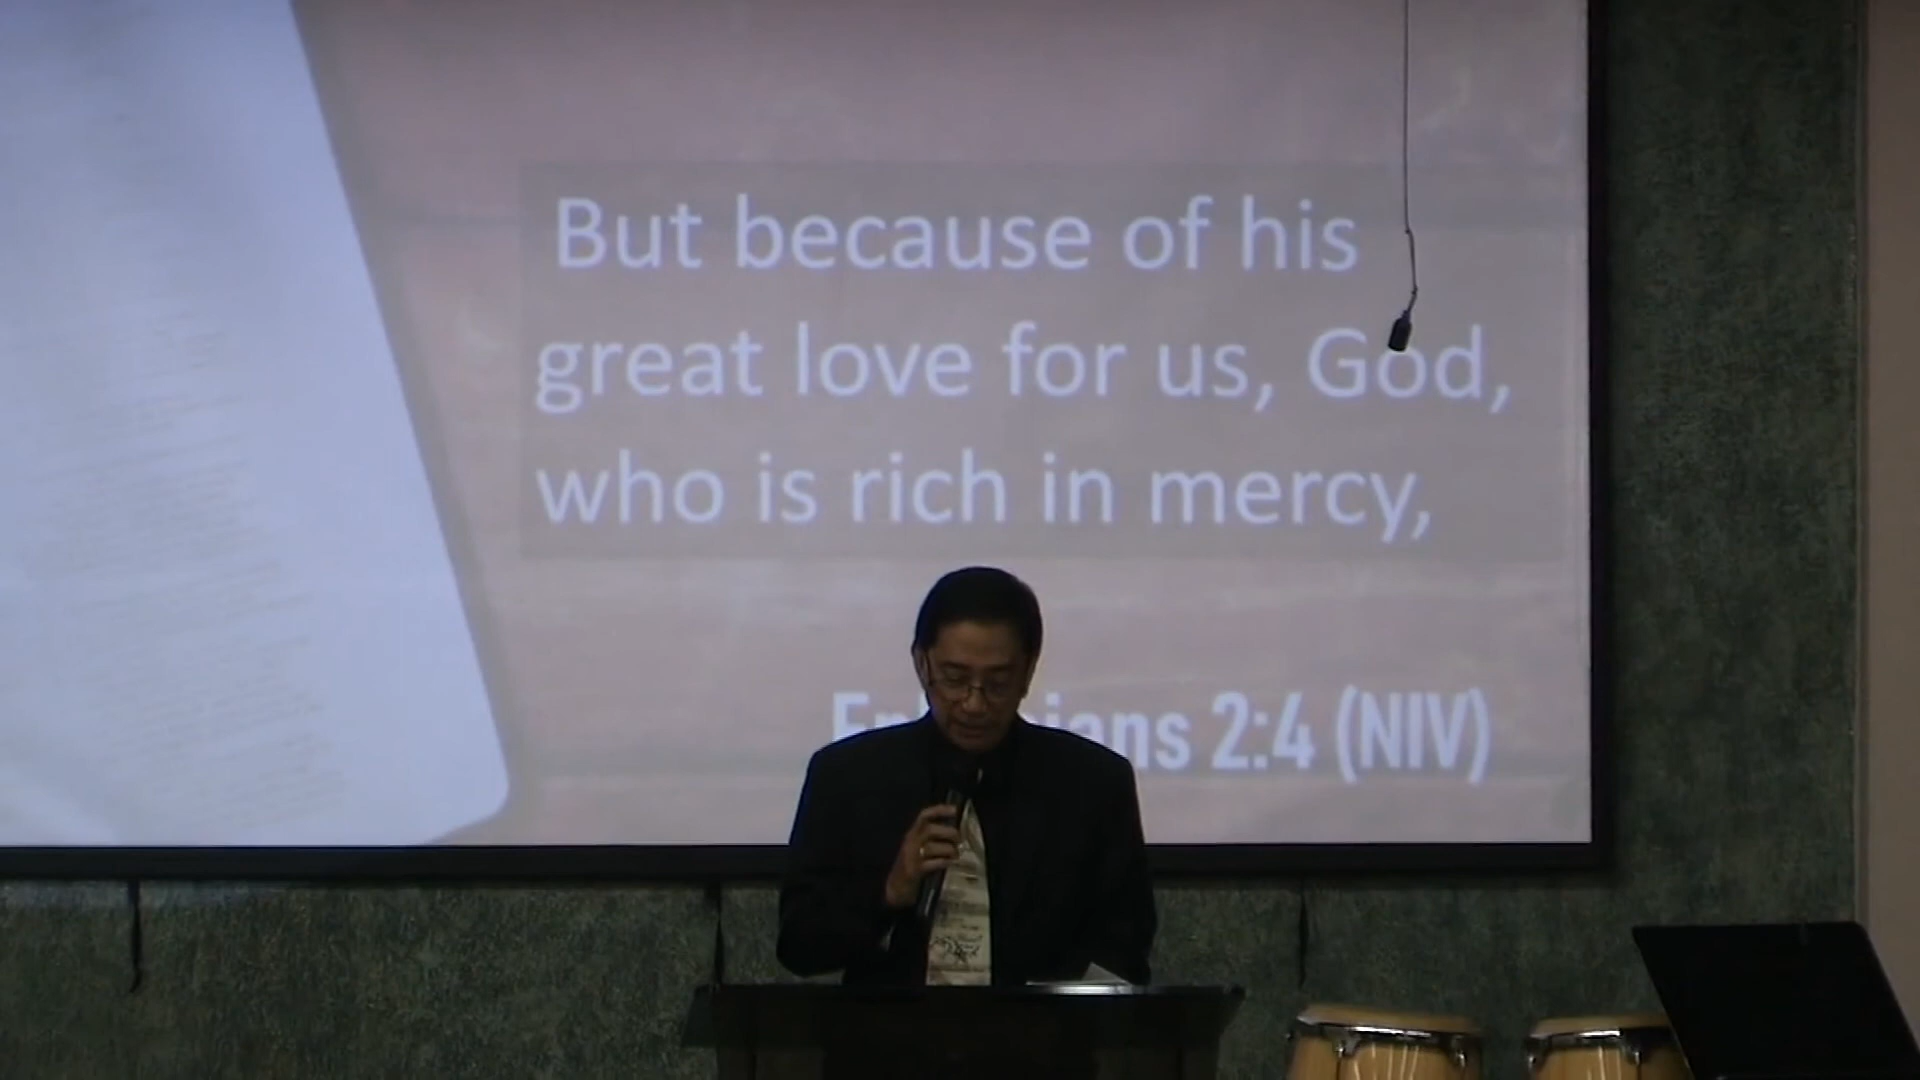 But because of his
great love for us, God,
who is rich in mercy,
2:4 (NIV)